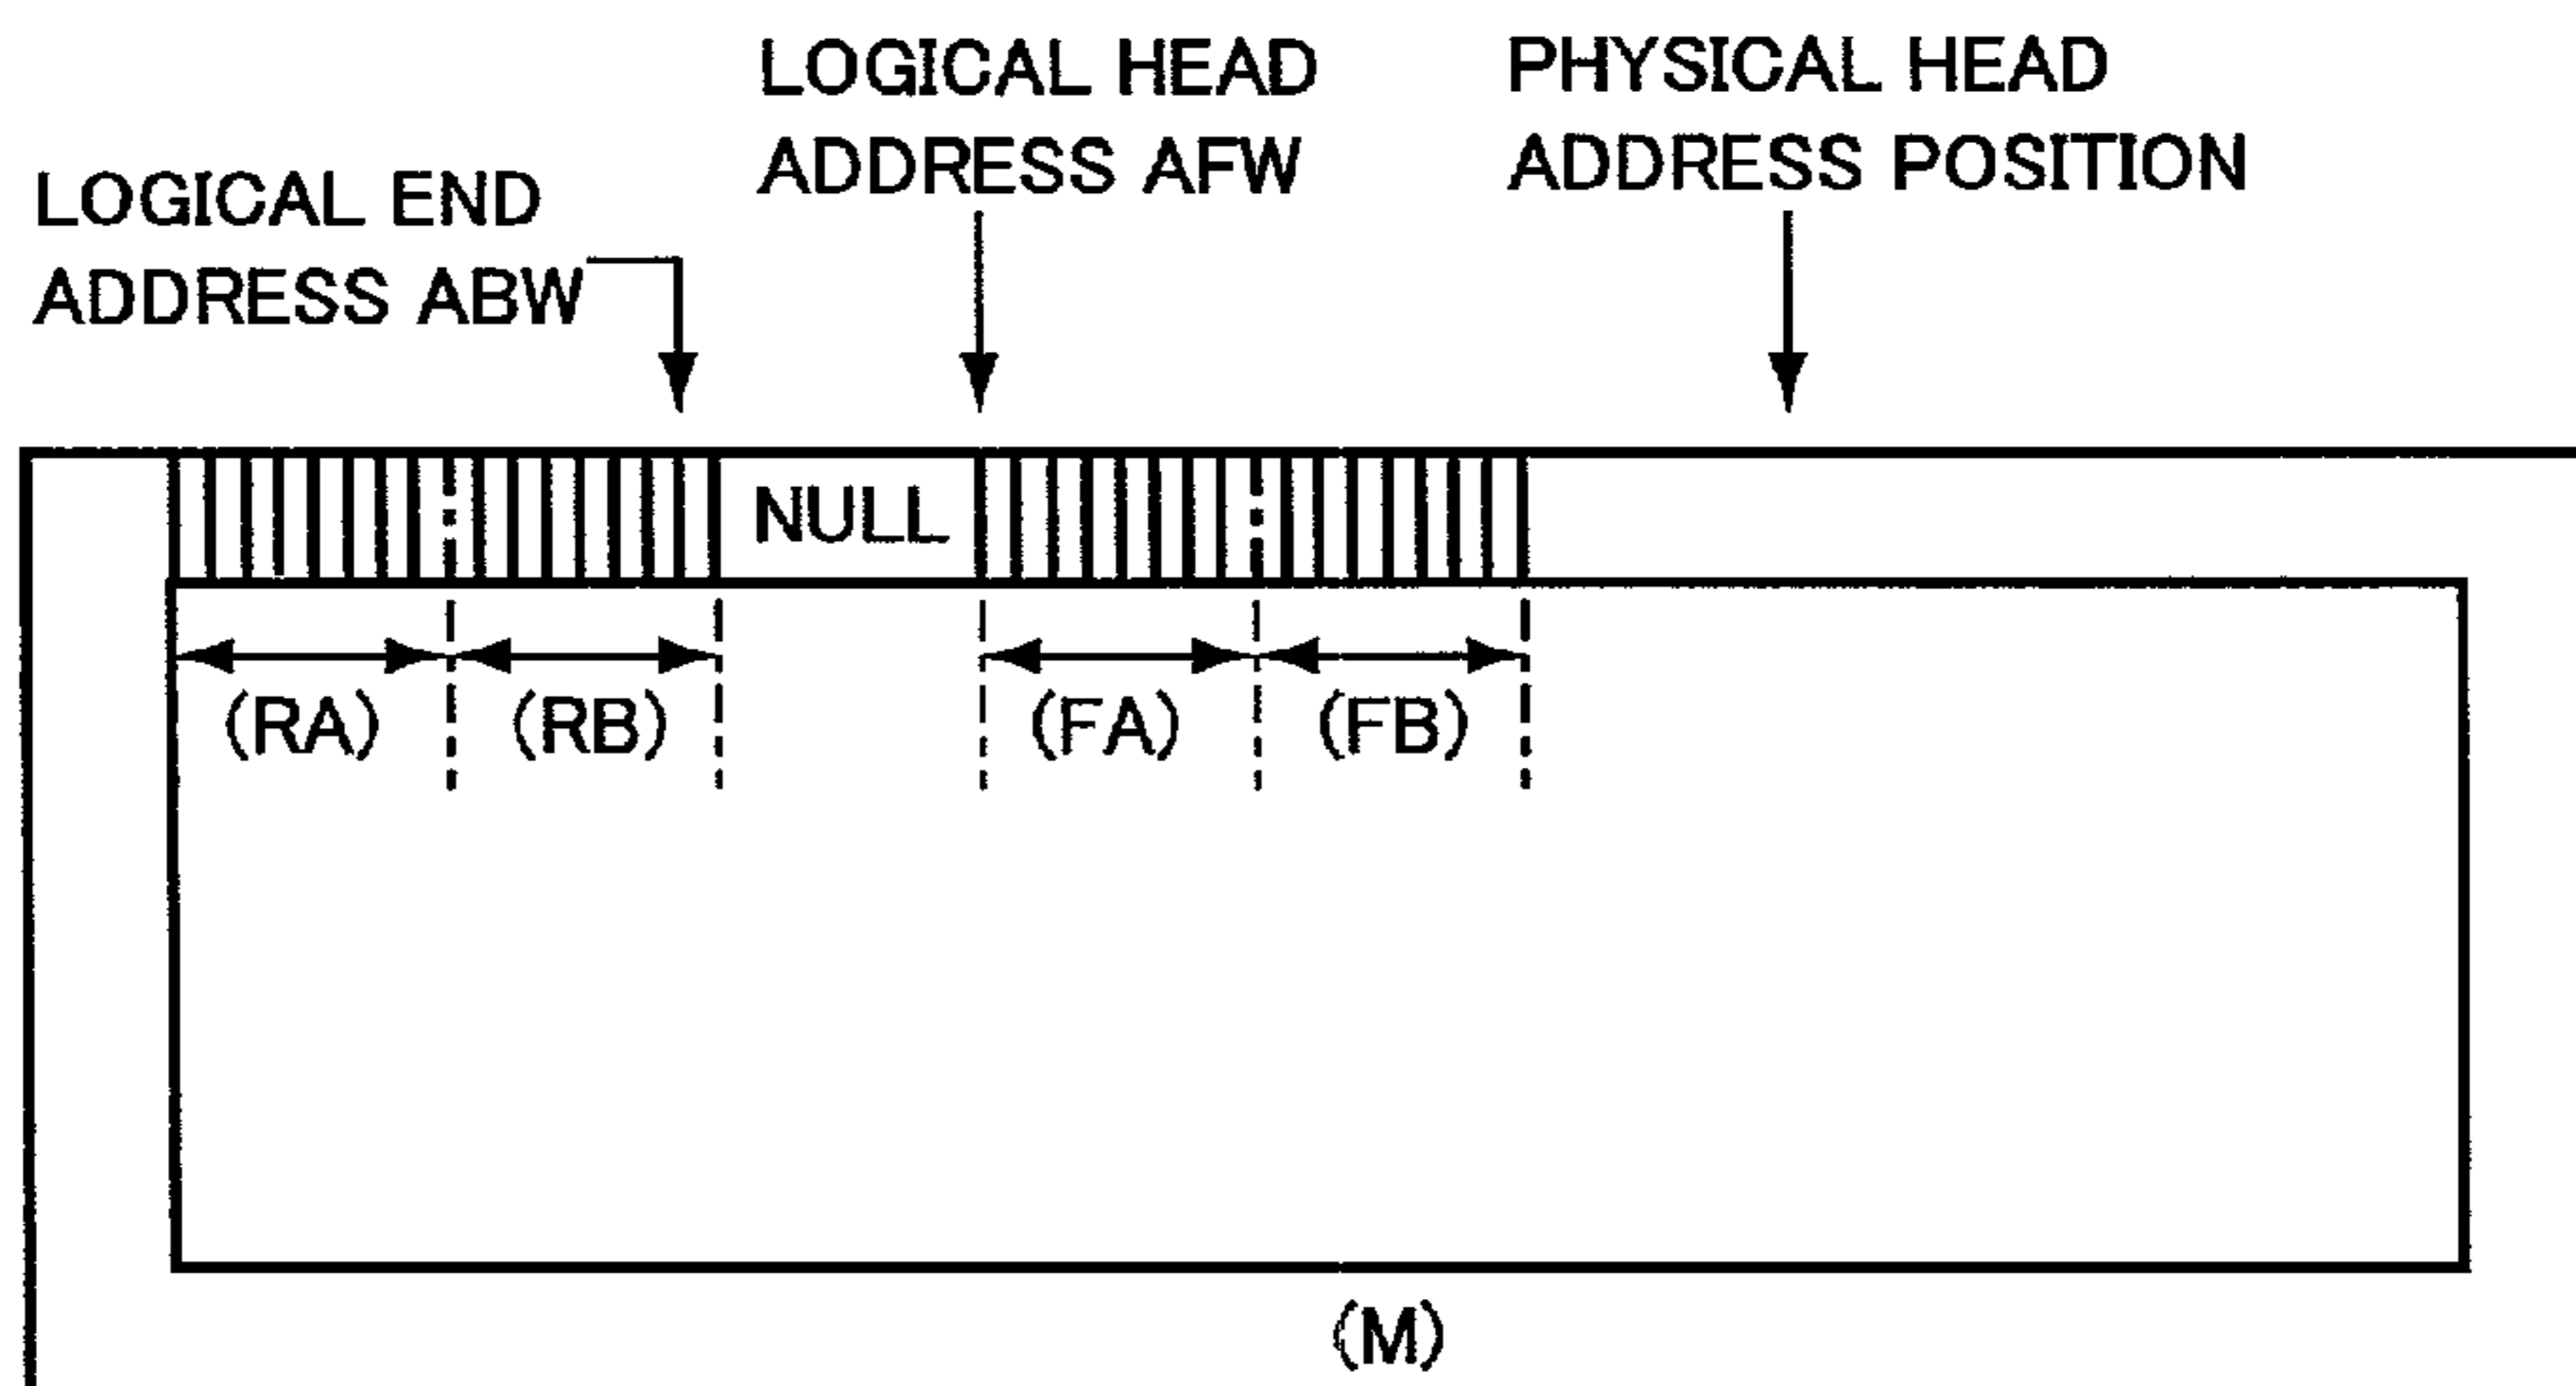 LOGICAL END
ADDRESS ABW
LOGICAL HEAD
ADDRESS AFW
PHYSICAL HEAD
ADDRESS POSITION
NULL
(RA)
(RB)
(FA)
(FB)
(M)